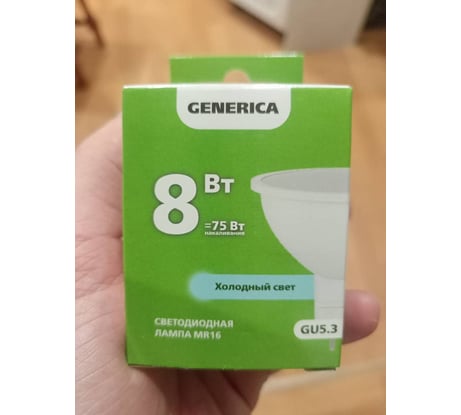 GENERICA
8 Вт
=75 Вт
накаливания
Холодный свет
СВЕТОДИОДНАЯ
ЛАМПА MR16
GU5.3